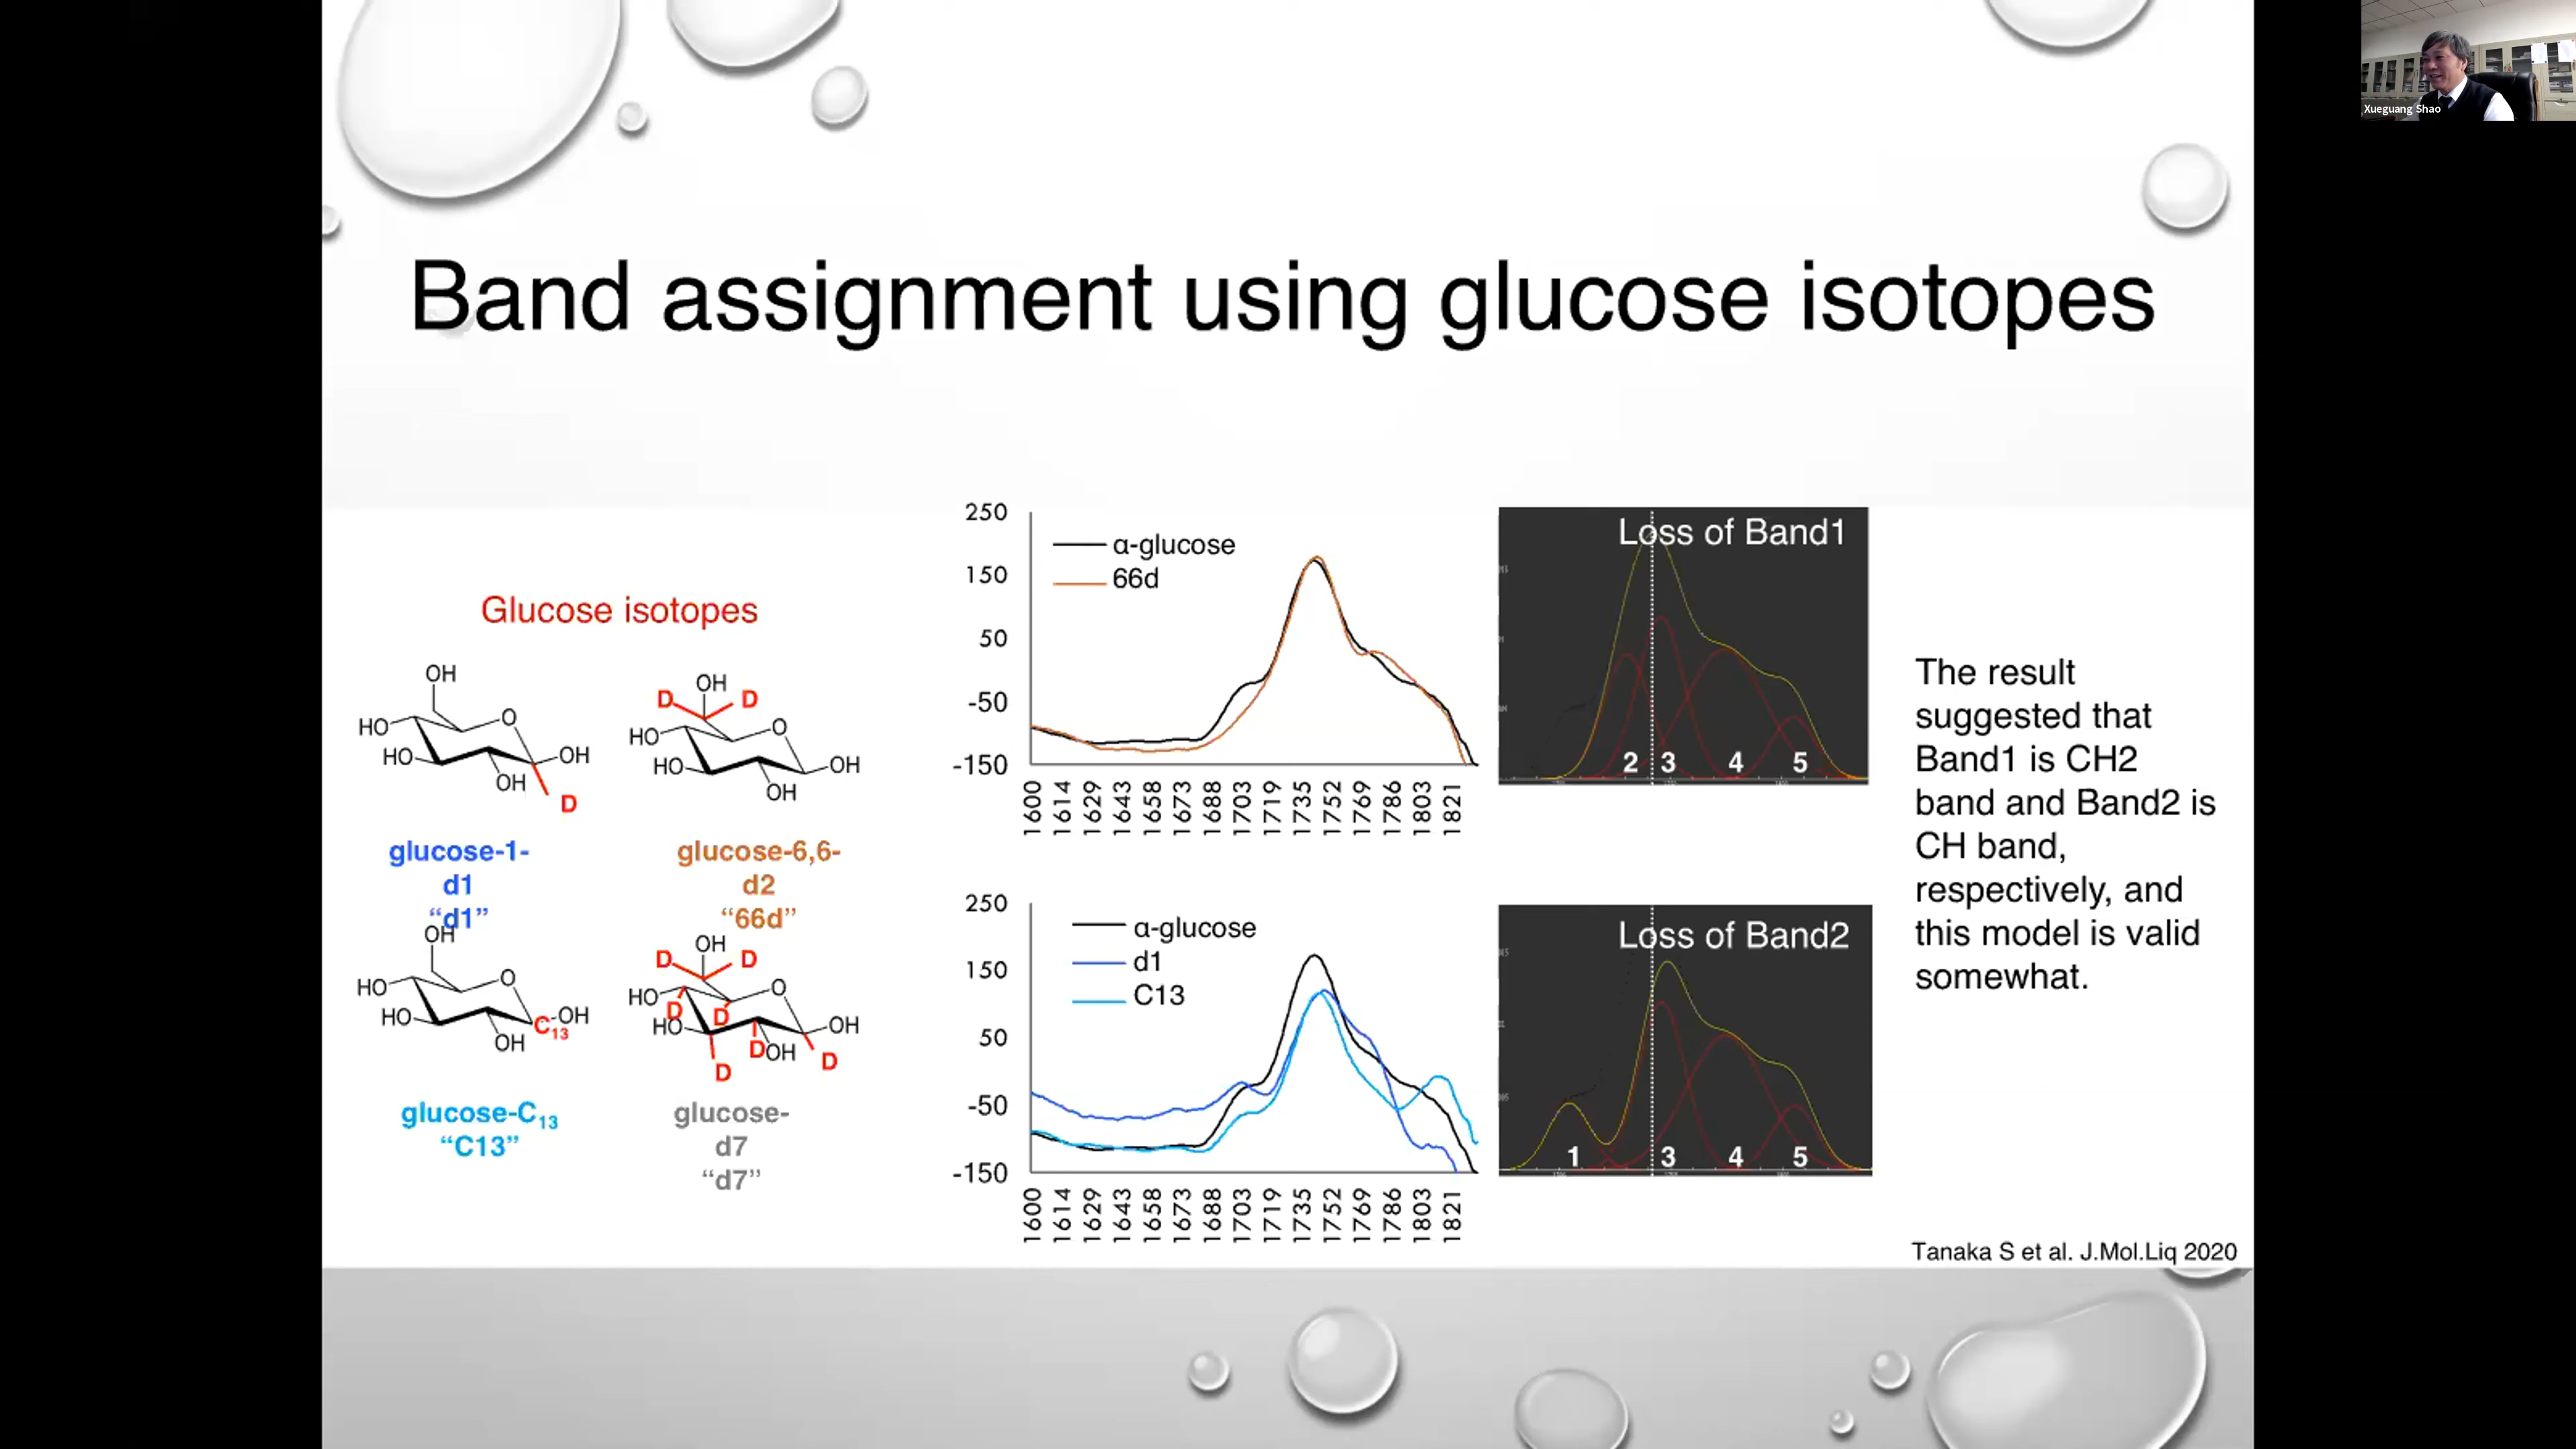 Xueguang Shao
Band assignment using glucose isotopes
Glucose isotopes
OH
HO
O
HO
OH
OH
D
glucose-1-
d1
“d1”
OH
D
D
HO
O
HO
OH
OH
glucose-6,6-
d2
“66d”
OH
HO
O
HO
C13
OH
OH
glucose-C13
“C13”
OH
D
D
HO
O
D
D
HO
OH
D
OH
D
D
glucose-
d7
“d7”
250
150
50
-50
-150
α-glucose
66d
1600
1614
1629
1643
1658
1673
1688
1703
1719
1735
1752
1769
1786
1803
1821
Loss of Band1
2
3
4
5
250
150
50
-50
-150
α-glucose
d1
C13
1600
1614
1629
1643
1658
1673
1688
1703
1719
1735
1752
1769
1786
1803
1821
Loss of Band2
1
3
4
5
The result
suggested that
Band1 is CH2
band and Band2 is
CH band,
respectively, and
this model is valid
somewhat.
Tanaka S et al. J.Mol.Liq 2020